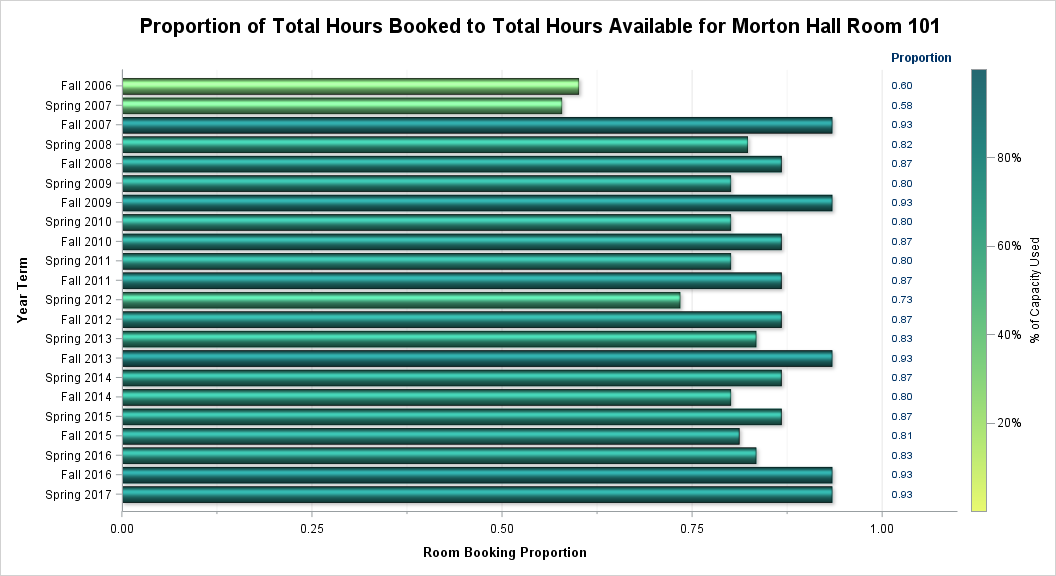 Proportion of Total Hours Booked to Total Hours Available for Morton Hall Room 101
Proportion
Fall 2006 0.60
Spring 2007 0.58
Fall 2007 0.93
Spring 2008 0.82
Fall 2008 0.87
Spring 2009 0.80
Fall 2009 0.93
Spring 2010 0.80
Fall 2010 0.87
Spring 2011 0.80
Fall 2011 0.87
Spring 2012 0.73
Fall 2012 0.87
Spring 2013 0.83
Fall 2013 0.93
Spring 2014 0.87
Fall 2014 0.80
Spring 2015 0.87
Fall 2015 0.81
Spring 2016 0.83
Fall 2016 0.93
Spring 2017 0.93
Year Term
0.00 0.25 0.50 0.75 1.00
Room Booking Proportion
80%
60%
40%
20%
% of Capacity Used